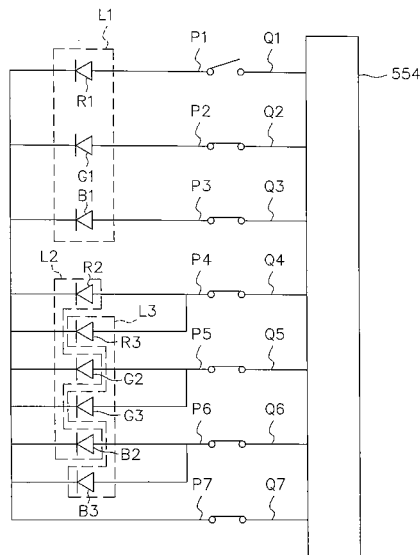 L1
P1 Q1
554
R1
P2 Q2
G1
P3 Q3
B1
L2 R2 P4 Q4
L3
R3 P5 Q5
G2
G3 P6 Q6
B2
P7 Q7
B3